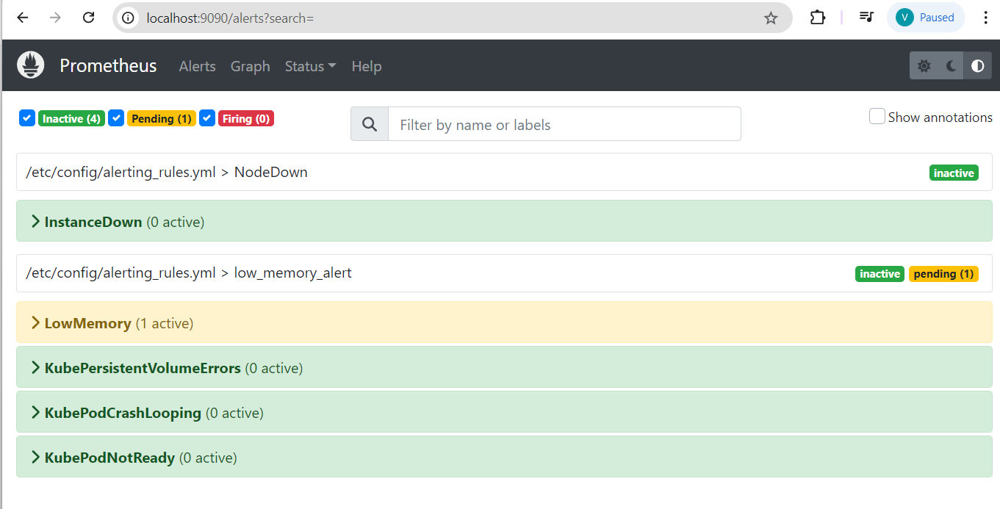 localhost:9090/alerts?search=
V Paused
Prometheus Alerts Graph Status Help
Inactive (4) Pending (1) Firing (0) Filter by name or labels Show annotations
/etc/config/alerting_rules.yml > NodeDown inactive
InstanceDown (0 active)
/etc/config/alerting_rules.yml > low_memory_alert inactive pending (1)
LowMemory (1 active)
KubePersistentVolumeErrors (0 active)
KubePodCrashLooping (0 active)
KubePodNotReady (0 active)